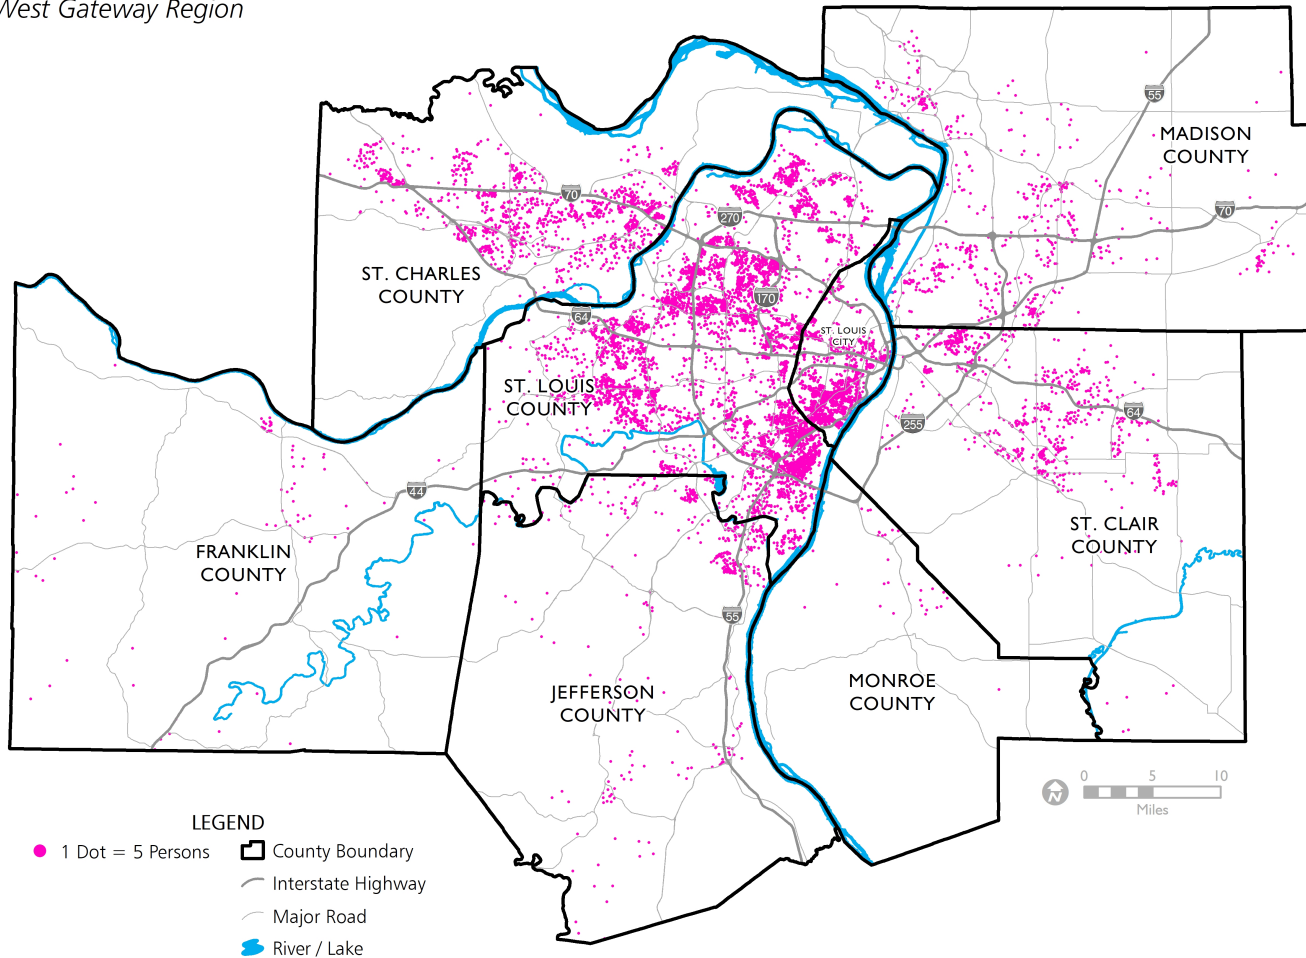 West Gateway Region
55
MADISON
COUNTY
70
70
270
ST. CHARLES
COUNTY
170
64
ST. LOUIS
CITY
ST. LOUIS
COUNTY
64
255
44
FRANKLIN
COUNTY
ST. CLAIR
COUNTY
55
JEFFERSON
COUNTY
MONROE
COUNTY
0 5 10
N
Miles
LEGEND
1 Dot = 5 Persons
County Boundary
Interstate Highway
Major Road
River / Lake